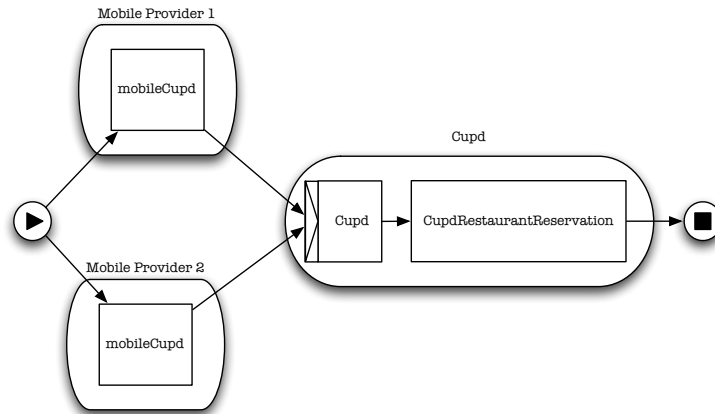 Mobile Provider 1
mobileCupd
Cupd
Cupd
CupdRestaurantReservation
Mobile Provider 2
mobileCupd